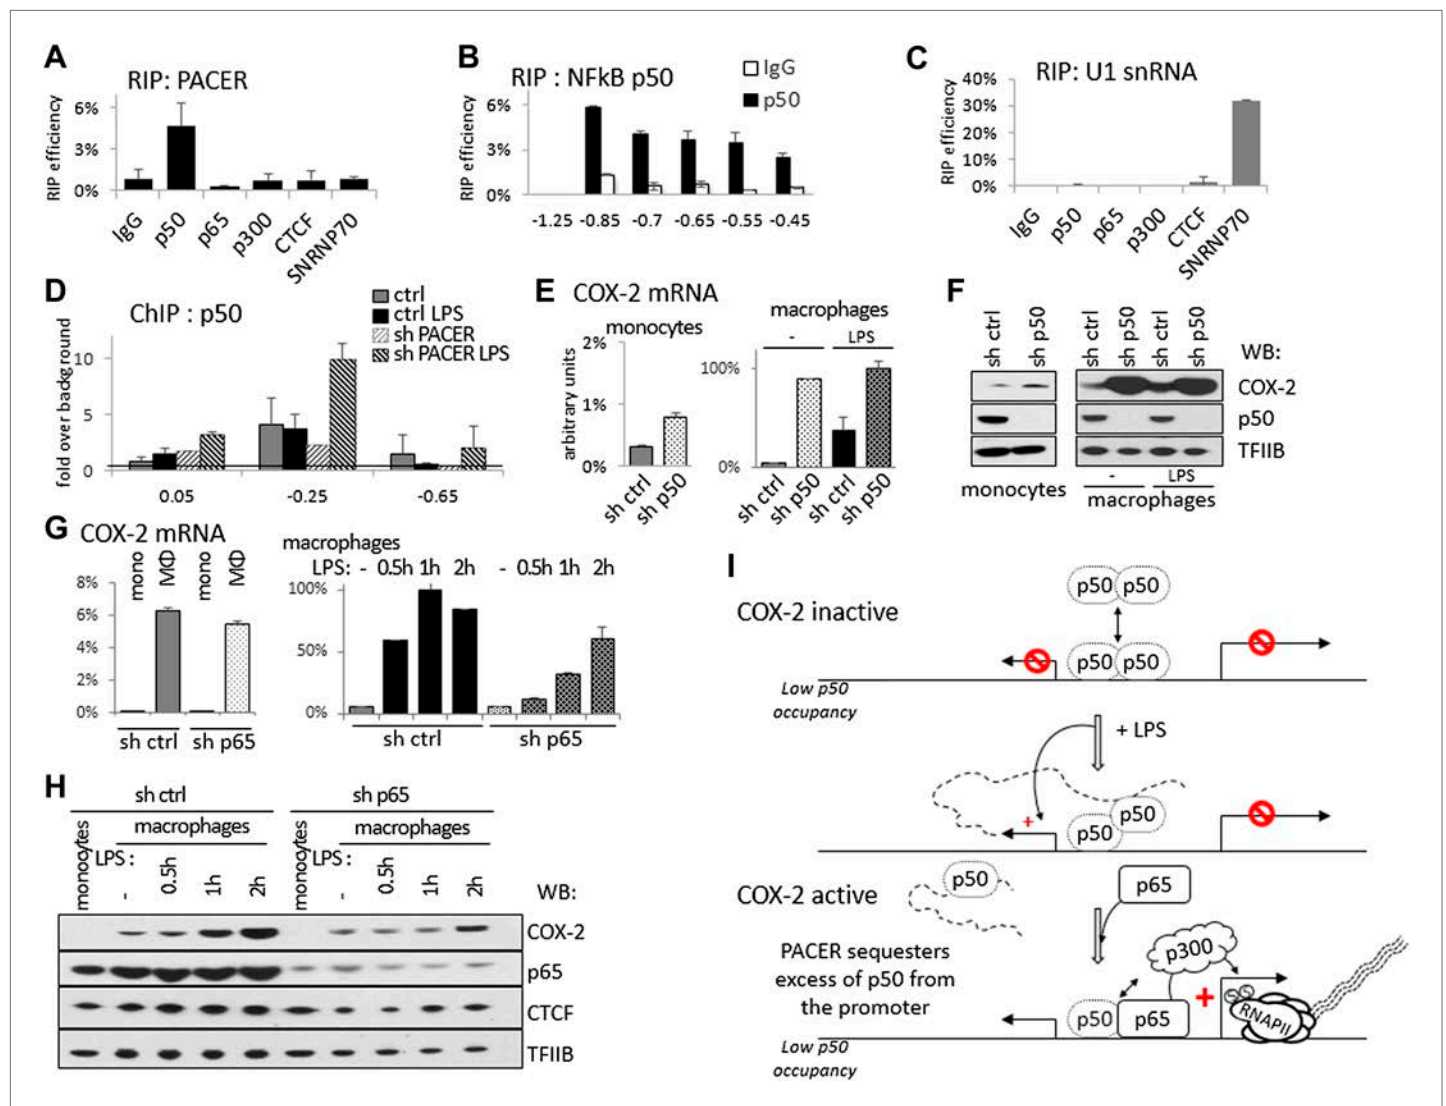 A
RIP: PACER
RIP efficiency
6%
3%
0%
IgG
p50
p65
p300
CTCF
SNRNP70
B
RIP : NFkB p50
IgG
p50
RIP efficiency
6%
3%
0%
-1.25 -0.85 -0.7 -0.65 -0.55 -0.45
C
RIP: U1 snRNA
RIP efficiency
40%
30%
20%
10%
0%
IgG
p50
p65
p300
CTCF
SNRNP70
D
ChIP : p50
ctrl
ctrl LPS
sh PACER
sh PACER LPS
fold over background
10
5
0
0.05 -0.25 -0.65
E
COX-2 mRNA
monocytes
macrophages
- LPS
arbitrary units
2%
1%
0%
100%
0%
sh ctrl
sh p50
sh ctrl
sh p50
sh ctrl
sh p50
F
sh ctrl
sh p50
sh ctrl
sh p50
sh ctrl
sh p50
WB:
COX-2
p50
TFIIB
monocytes
- LPS
macrophages
G
COX-2 mRNA
mono
MΦ
mono
MΦ
8%
6%
4%
2%
0%
sh ctrl sh p65
macrophages
LPS: - 0.5h 1h 2h - 0.5h 1h 2h
100%
50%
0%
sh ctrl sh p65
H
sh ctrl sh p65
macrophages macrophages
monocytes
LPS :
-
0.5h
1h
2h
monocytes
LPS :
-
0.5h
1h
2h
WB:
COX-2
p65
CTCF
TFIIB
I
COX-2 inactive
p50 p50
p50 p50
Low p50
occupancy
+ LPS
+
p50
p50
COX-2 active
p50
p65
PACER sequesters
excess of p50 from
the promoter
p300
+
p50 p65
S S
RNAPII
Low p50
occupancy